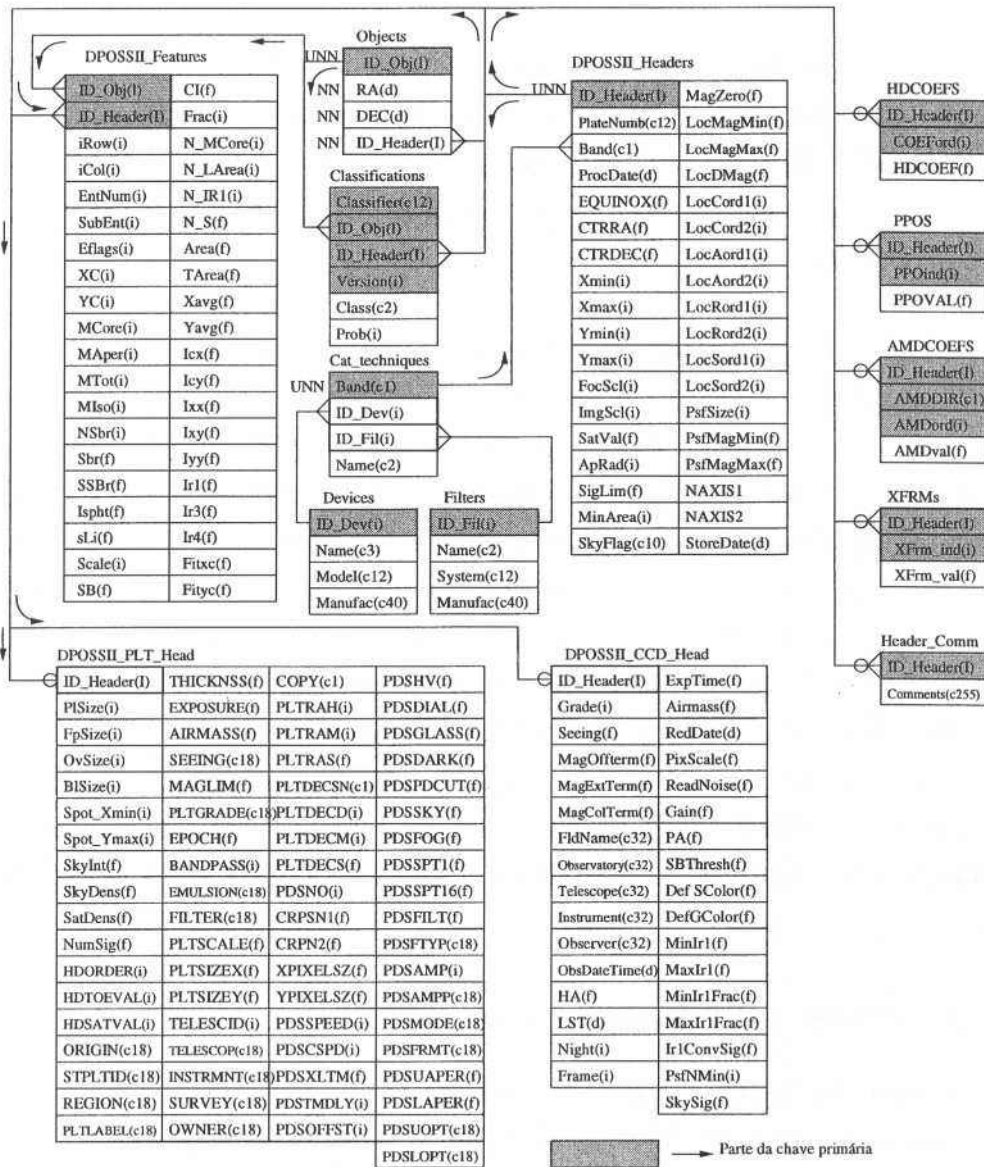 Objects
UNN ID_Obj(l)
NN RA(d)
NN DEC(d)
NN ID_Header(I)
DPOSSII_Features
ID_Obj(l) CI(f)
ID_Header(I) Frac(i)
iRow(i) N_MCore(i)
iCol(i) N_LArea(i)
EntNum(i) N_IR1(i)
SubEnt(i) N_S(f)
Eflags(i) Area(f)
XC(i) TArea(f)
YC(i) Xavg(f)
MCore(i) Yavg(f)
MAper(i) Icx(f)
MTot(i) Icy(f)
MIso(i) Ixx(f)
NSbr(i) Ixy(f)
Sbr(f) Iyy(f)
SSBr(f) Ir1(f)
Ispht(f) Ir3(f)
sLi(f) Ir4(f)
Scale(i) Fitxc(f)
SB(f) Fityc(f)
Classifications
Classifier(c12)
ID_Obj(l)
ID_Header(I)
Version(i)
Class(c2)
Prob(i)
Cat_techniques
UNN Band(c1)
ID_Dev(i)
ID_Fil(i)
Name(c2)
Devices
ID_Dev(i)
Name(c3)
Model(c12)
Manufac(c40)
Filters
ID_Fil(i)
Name(c2)
System(c12)
Manufac(c40)
DPOSSII_Headers
UNN ID_Header(I) MagZero(f)
PlateNumb(c12) LocMagMin(f)
Band(c1) LocMagMax(f)
ProcDate(d) LocDMag(f)
EQUINOX(f) LocCord1(i)
CTRRA(f) LocCord2(i)
CTRDEC(f) LocAord1(i)
Xmin(i) LocAord2(i)
Xmax(i) LocRord1(i)
Ymin(i) LocRord2(i)
Ymax(i) LocSord1(i)
FocScl(i) LocSord2(i)
ImgScl(i) PsfSize(i)
SatVal(f) PsfMagMin(f)
ApRad(i) PsfMagMax(f)
SigLim(f) NAXIS1
MinArea(i) NAXIS2
SkyFlag(c10) StoreDate(d)
HDCOEFS
ID_Header(I)
COEFord(i)
HDCOEF(f)
PPOS
ID_Header(I)
PPOind(i)
PPOVAL(f)
AMDCOEFS
ID_Header(I)
AMDDIR(c1)
AMDord(i)
AMDval(f)
XFRMs
ID_Header(I)
XFrm_ind(i)
XFrm_val(f)
Header_Comm
ID_Header(I)
Comments(c255)
DPOSSII_PLT_Head
ID_Header(I) THICKNSS(f) COPY(c1) PDSHV(f)
PlSize(i) EXPOSURE(f) PLTRAH(i) PDSDIAL(f)
FpSize(i) AIRMASS(f) PLTRAM(i) PDSGLASS(f)
OvSize(i) SEEING(c18) PLTRAS(f) PDSDARK(f)
BlSize(i) MAGLIM(f) PLTDECSN(c1) PDSPDCUT(f)
Spot_Xmin(i) PLTGRADE(c18) PLTDECD(i) PDSSKY(f)
Spot_Ymax(i) EPOCH(f) PLTDECM(i) PDSFOG(f)
SkyInt(f) BANDPASS(i) PLTDECS(f) PDSSPT1(f)
SkyDens(f) EMULSION(c18) PDSNO(i) PDSSPT16(f)
SatDens(f) FILTER(c18) CRPSN1(f) PDSFILT(f)
NumSig(f) PLTSCALE(f) CRPN2(f) PDSFTYP(c18)
HDORDER(i) PLTSIZEX(f) XPIXELSZ(f) PDSAMP(i)
HDTOEVAL(i) PLTSIZEY(f) YPIXELSZ(f) PDSAMPP(c18)
HDSATVAL(i) TELESCID(i) PDSSPEED(i) PDSMODE(c18)
ORIGIN(c18) TELESCOP(c18) PDSCSPD(i) PDSFRMT(c18)
STPLTID(c18) INSTRMNT(c18) PDSXLTM(f) PDSUAPER(f)
REGION(c18) SURVEY(c18) PDSTMDLY(i) PDSLAPER(f)
PLTLABEL(c18) OWNER(c18) PDSOFFST(i) PDSUOPT(c18)
PDSLOPT(c18)
DPOSSII_CCD_Head
ID_Header(I) ExpTime(f)
Grade(i) Airmass(f)
Seeing(f) RedDate(d)
MagOffterm(f) PixScale(f)
MagExtTerm(f) ReadNoise(f)
MagColTerm(f) Gain(f)
FldName(c32) PA(f)
Observatory(c32) SBThresh(f)
Telescope(c32) Def SColor(f)
Instrument(c32) DefGColor(f)
Observer(c32) MinIr1(f)
ObsDateTime(d) MaxIr1(f)
HA(f) MinIr1Frac(f)
LST(d) MaxIr1Frac(f)
Night(i) Ir1ConvSig(f)
Frame(i) PsfNMin(i)
SkySig(f)
Parte da chave primária